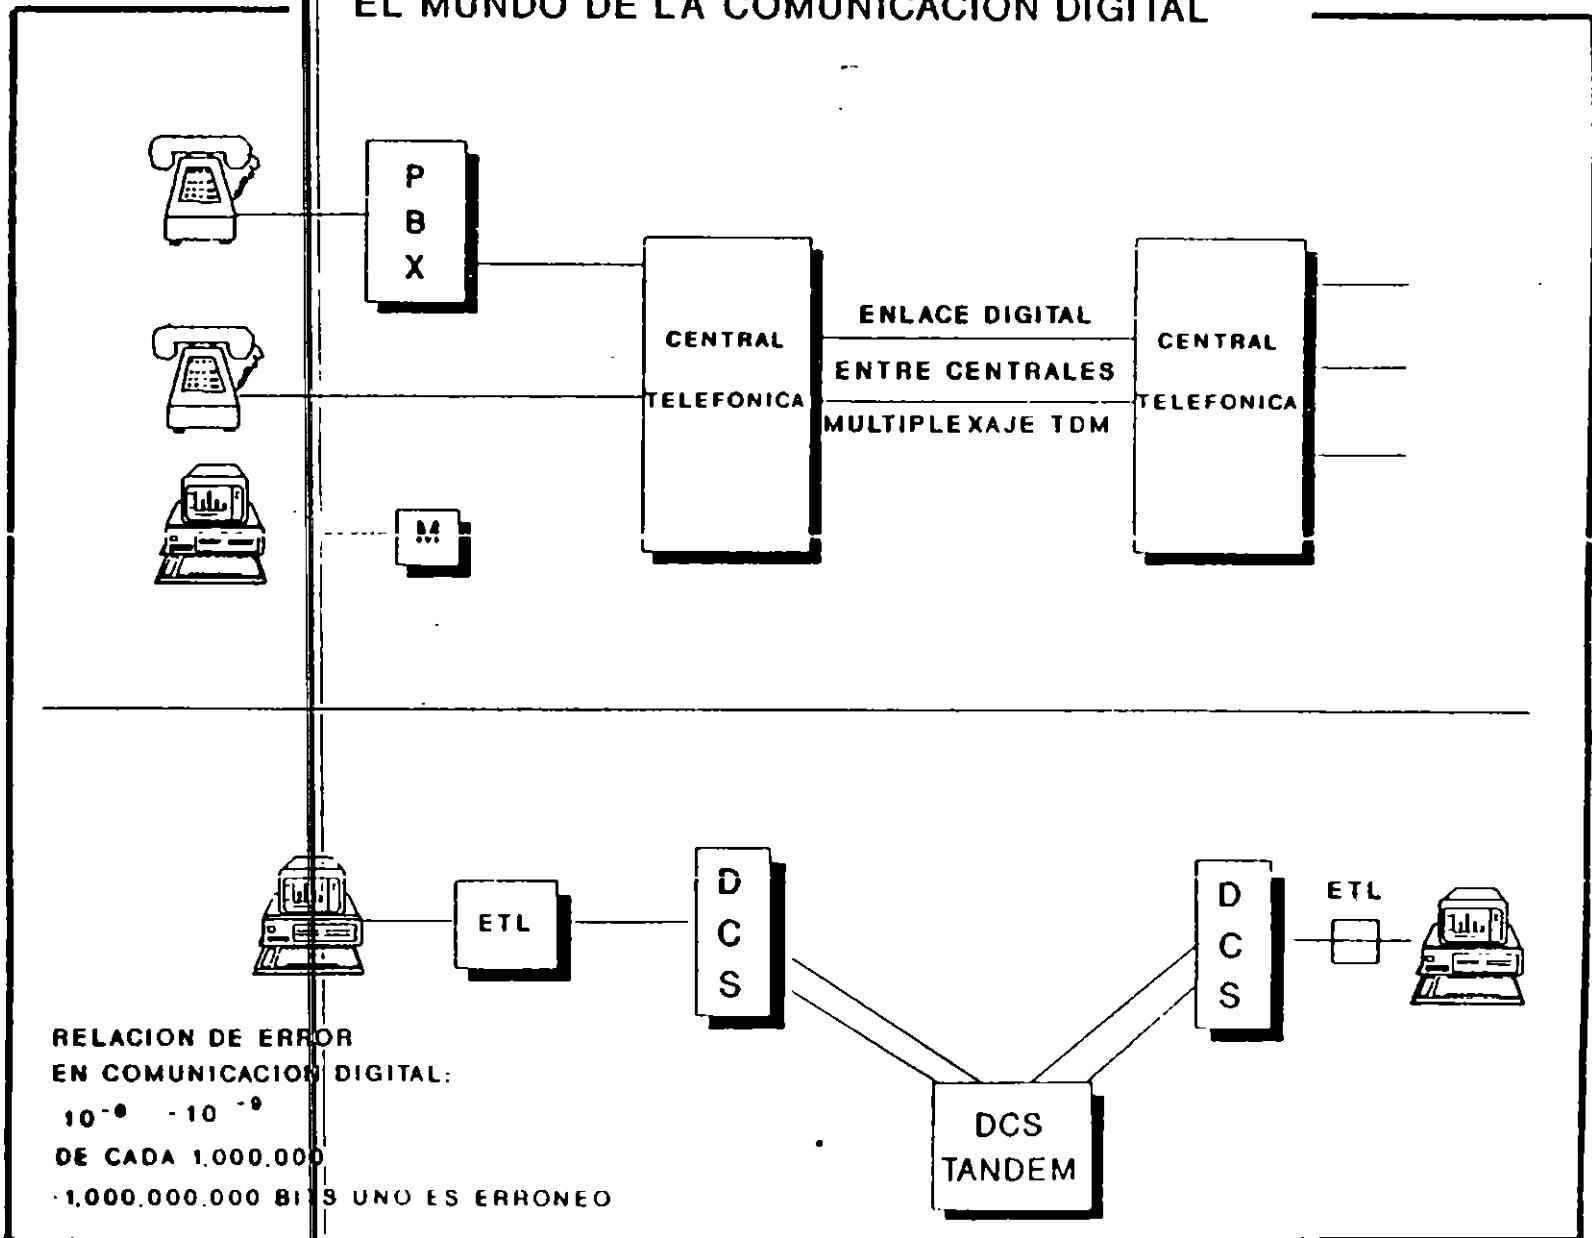 EL MUNDO DE LA COMUNICACION DIGITAL
P
B
X
CENTRAL
TELEFONICA
ENLACE DIGITAL
ENTRE CENTRALES
MULTIPLEXAJE TDM
CENTRAL
TELEFONICA
M
ETL
D
C
S
D
C
S
ETL
DCS
TANDEM
RELACION DE ERROR
EN COMUNICACION DIGITAL:
10 - 10
DE CADA 1.000.000
1,000,000,000 BITS UNO ES ERRONEO